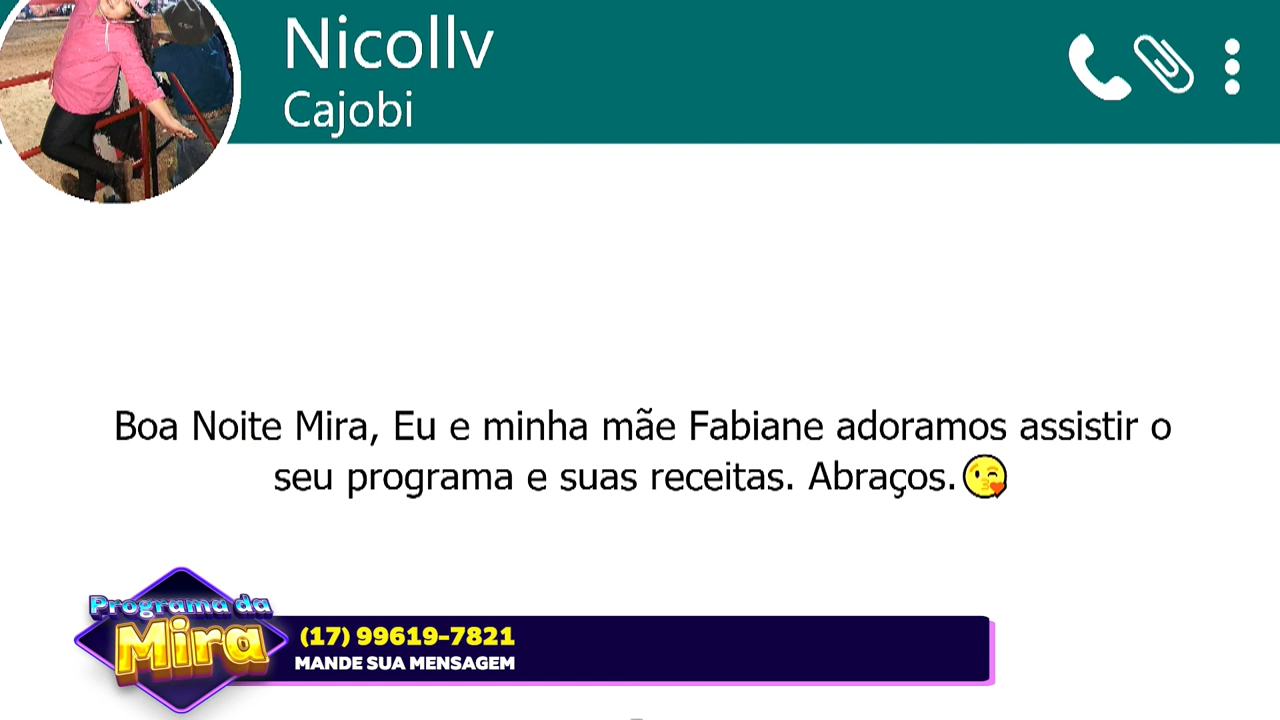 Nicollv
Cajobi
Boa Noite Mira, Eu e minha mãe Fabiane adoramos assistir o
seu programa e suas receitas. Abraços.😘
Programa da
Mira
(17) 99619-7821
MANDE SUA MENSAGEM